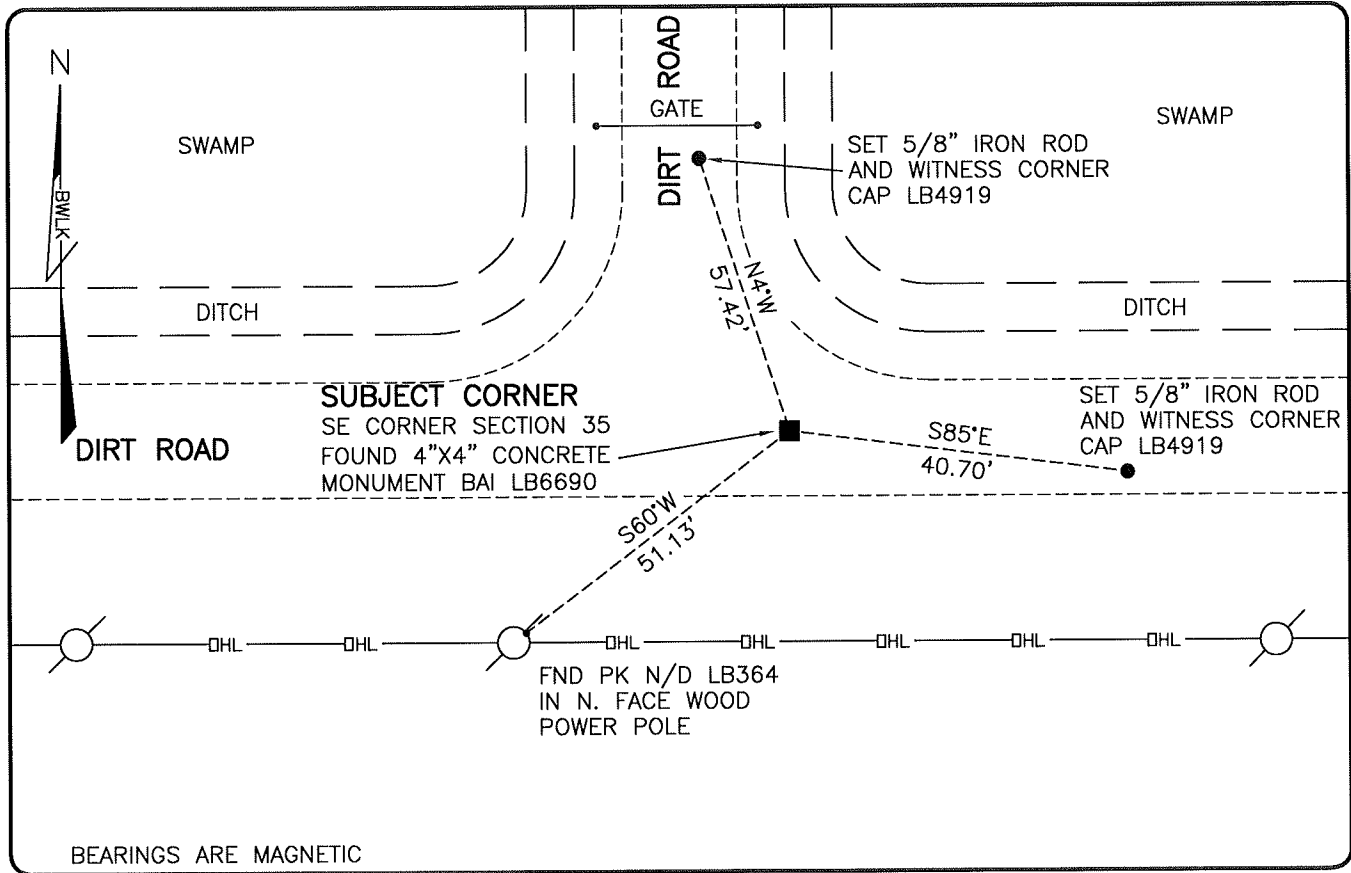 N
BWLK
SWAMP
DIRT ROAD
GATE
SWAMP
SET 5/8" IRON ROD
AND WITNESS CORNER
CAP LB4919
N4°W
57.42'
DITCH
DITCH
DIRT ROAD
SUBJECT CORNER
SE CORNER SECTION 35
FOUND 4"X4" CONCRETE
MONUMENT BAI LB6690
SET 5/8" IRON ROD
AND WITNESS CORNER
CAP LB4919
S85°E
40.70'
S60°W
51.13'
OHL
OHL
OHL
OHL
OHL
OHL
OHL
FND PK N/D LB364
IN N. FACE WOOD
POWER POLE
BEARINGS ARE MAGNETIC